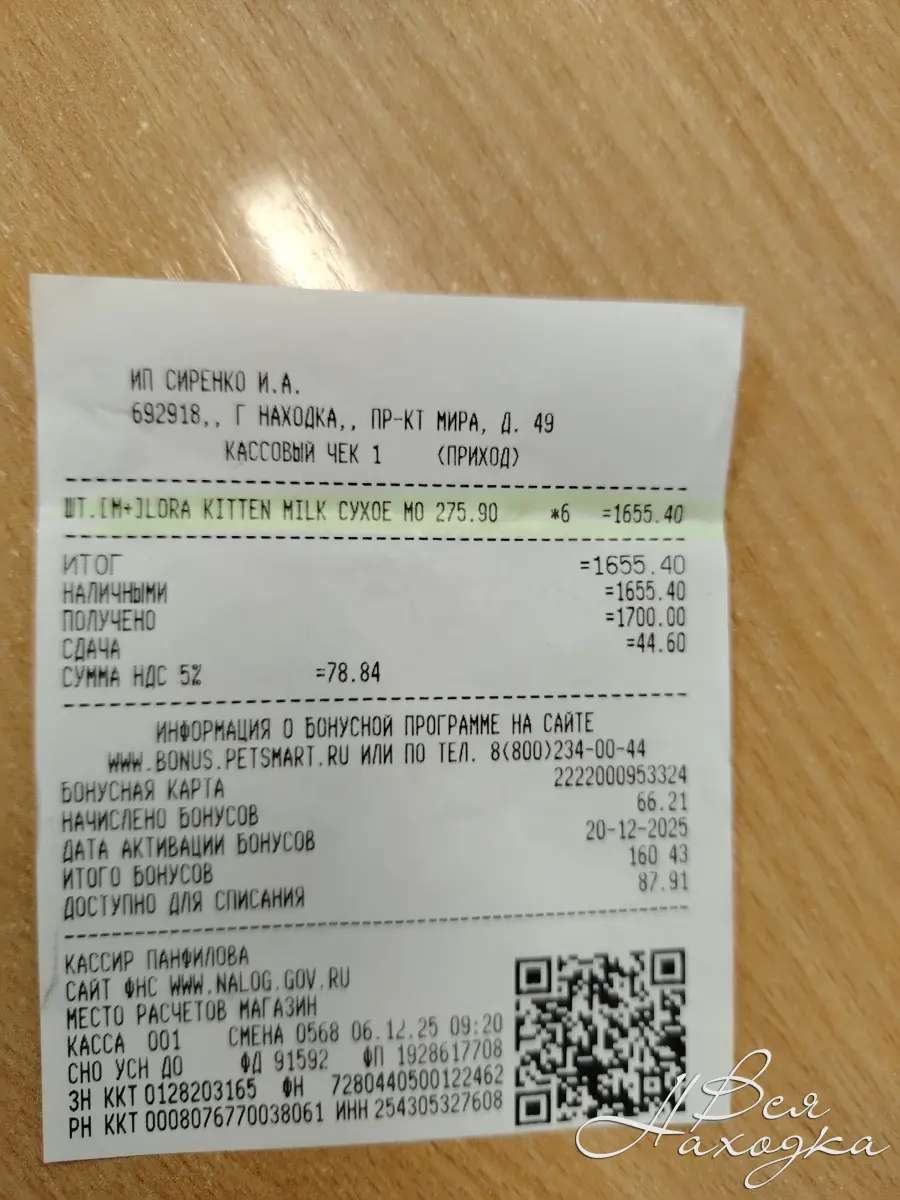 ИП СИРЕНКО И.А.
692918,, Г НАХОДКА,, ПР-КТ МИРА, Д. 49
КАССОВЫЙ ЧЕК 1 (ПРИХОД)
ШТ.[М+]LORA KITTEN MILK СУХОЕ МО 275.90 *6 =1655.40
ИТОГ =1655.40
НАЛИЧНЫМИ =1655.40
ПОЛУЧЕНО =1700.00
СДАЧА =44.60
СУММА НДС 5% =78.84
ИНФОРМАЦИЯ О БОНУСНОЙ ПРОГРАММЕ НА САЙТЕ
WWW.BONUS.PETSMART.RU ИЛИ ПО ТЕЛ. 8(800)234-00-44
БОНУСНАЯ КАРТА 2222000953324
НАЧИСЛЕНО БОНУСОВ 66.21
ДАТА АКТИВАЦИИ БОНУСОВ 20-12-2025
ИТОГО БОНУСОВ 160 43
ДОСТУПНО ДЛЯ СПИСАНИЯ 87.91
КАССИР ПАНФИЛОВА
САЙТ ФНС WWW.NALOG.GOV.RU
МЕСТО РАСЧЕТОВ МАГАЗИН
КАССА 001 СМЕНА 0568 06.12.25 09:20
СНО УСН ДО ФД 91592 ФП 1928617708
ЗН ККТ 0128203165 ФН 7280440500122462
РН ККТ 0008076770038061 ИНН 254305327608
Вся
Находка